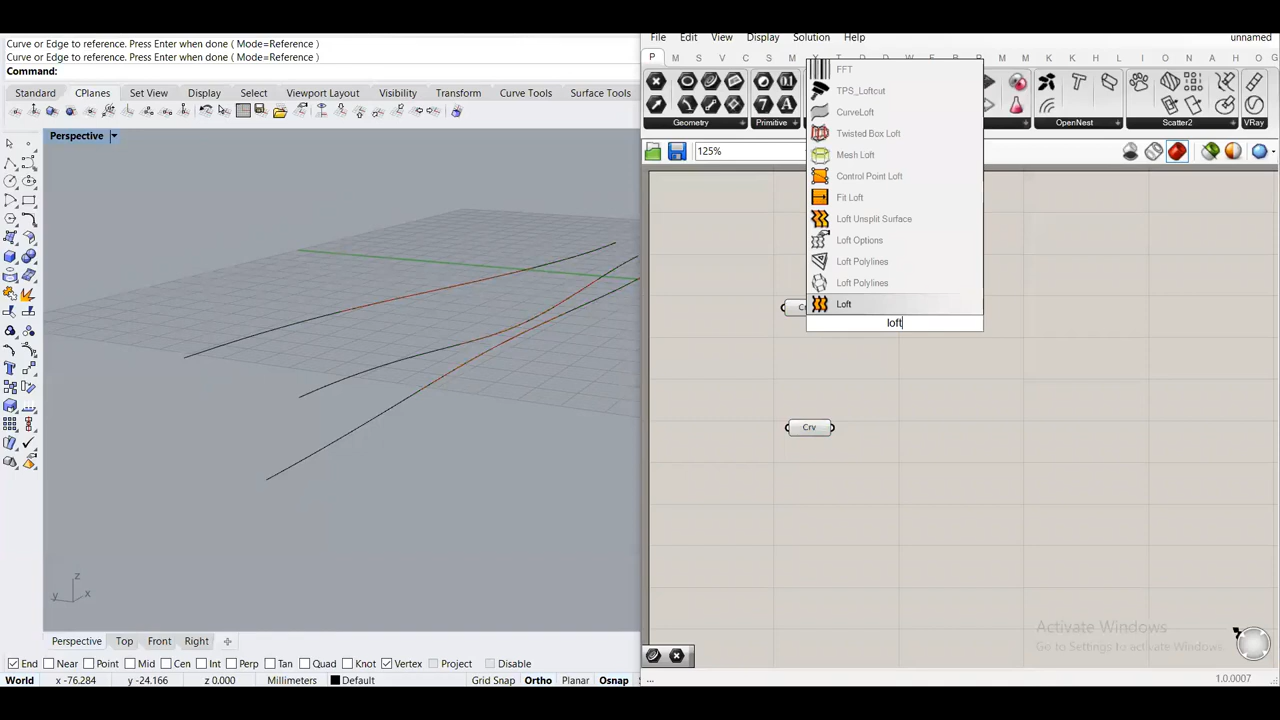 Curve or Edge to reference. Press Enter when done ( Mode=Reference )
Curve or Edge to reference. Press Enter when done ( Mode=Reference )
Command:
Standard CPlanes Set View Display Select Viewport Layout Visibility Transform Curve Tools Surface Tools
Perspective
z
y x
Perspective Top Front Right
End Near Point Mid Cen Int Perp Tan Quad Knot Vertex Project Disable
World x -76.284 y -24.166 z 0.000 Millimeters Default Grid Snap Ortho Planar Osnap
File Edit View Display Solution Help unnamed
P M S V C
M K K H D M O V
Geometry Primitive OpenNest Scatter2 VRay
125%
FFT
TPS_Loftcut
CurveLoft
Twisted Box Loft
Mesh Loft
Control Point Loft
Fit Loft
Loft Unsplit Surface
Loft Options
Loft Polylines
Loft Polylines
Loft
loft
Crv
Activate Windows
Go to Settings to activate Windows.
...
1.0.0007